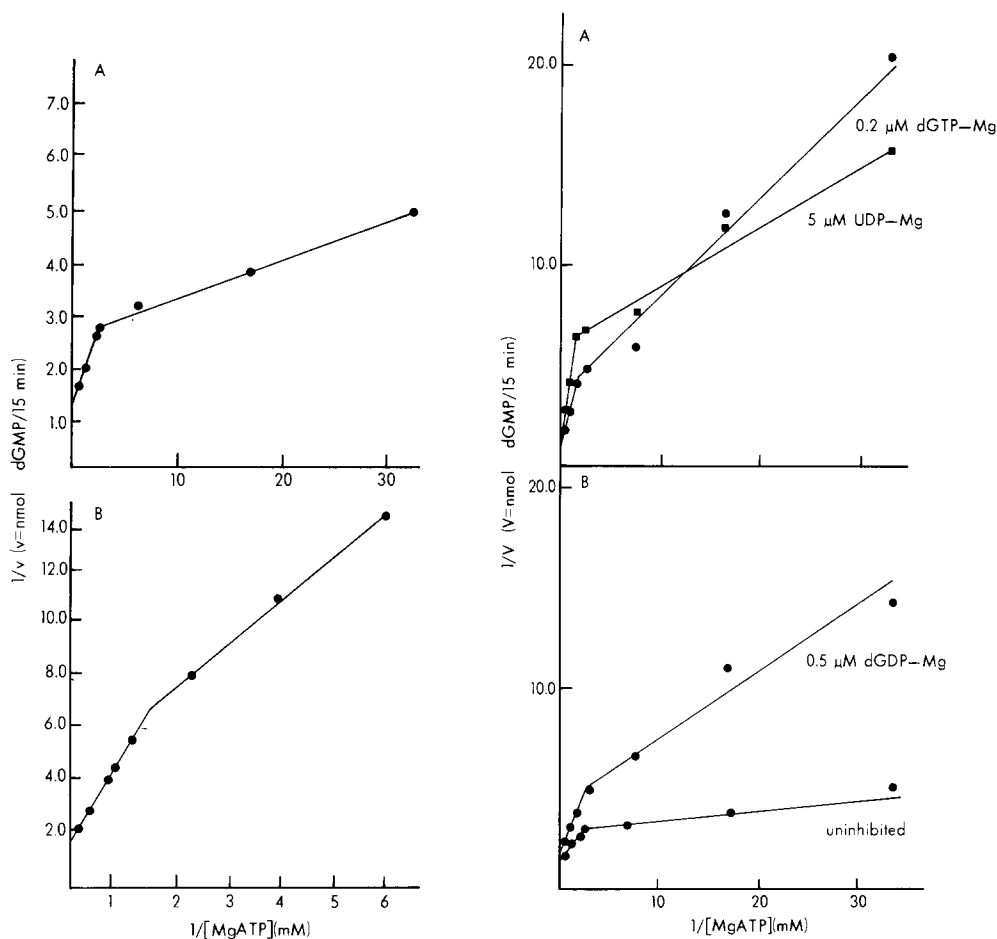 A
7.0
6.0
5.0
4.0
3.0
2.0
1.0
10
20
30
dGMP/15 min)
B
14.0
12.0
10.0
8.0
6.0
4.0
2.0
1
2
3
4
5
6
1/v (v=nmol
1/[MgATP](mM)
A
20.0
10.0
0.2 μM dGTP–Mg
5 μM UDP–Mg
10
20
30
dGMP/15 min)
B
20.0
10.0
0.5 μM dGDP–Mg
uninhibited
10
20
30
1/V (V=nmol
1/[MgATP](mM)